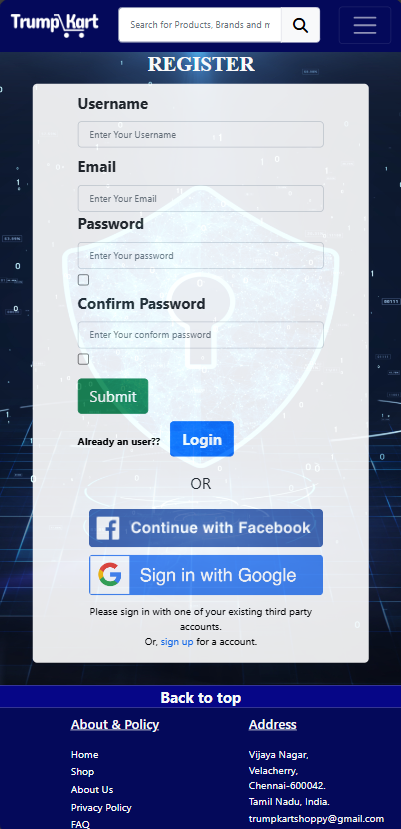 Trump\Kart
Search for Products, Brands and m
REGISTER
Username
Enter Your Username
Email
Enter Your Email
Password
Enter Your password
Confirm Password
Enter Your conform password
Submit
Already an user?? Login
OR
Continue with Facebook
Sign in with Google
Please sign in with one of your existing third party
accounts.
Or, sign up for a account.
Back to top
About & Policy
Home
Shop
About Us
Privacy Policy
FAQ
Address
Vijaya Nagar,
Velacherry,
Chennai-600042.
Tamil Nadu, India.
trumpkartshoppy@gmail.com